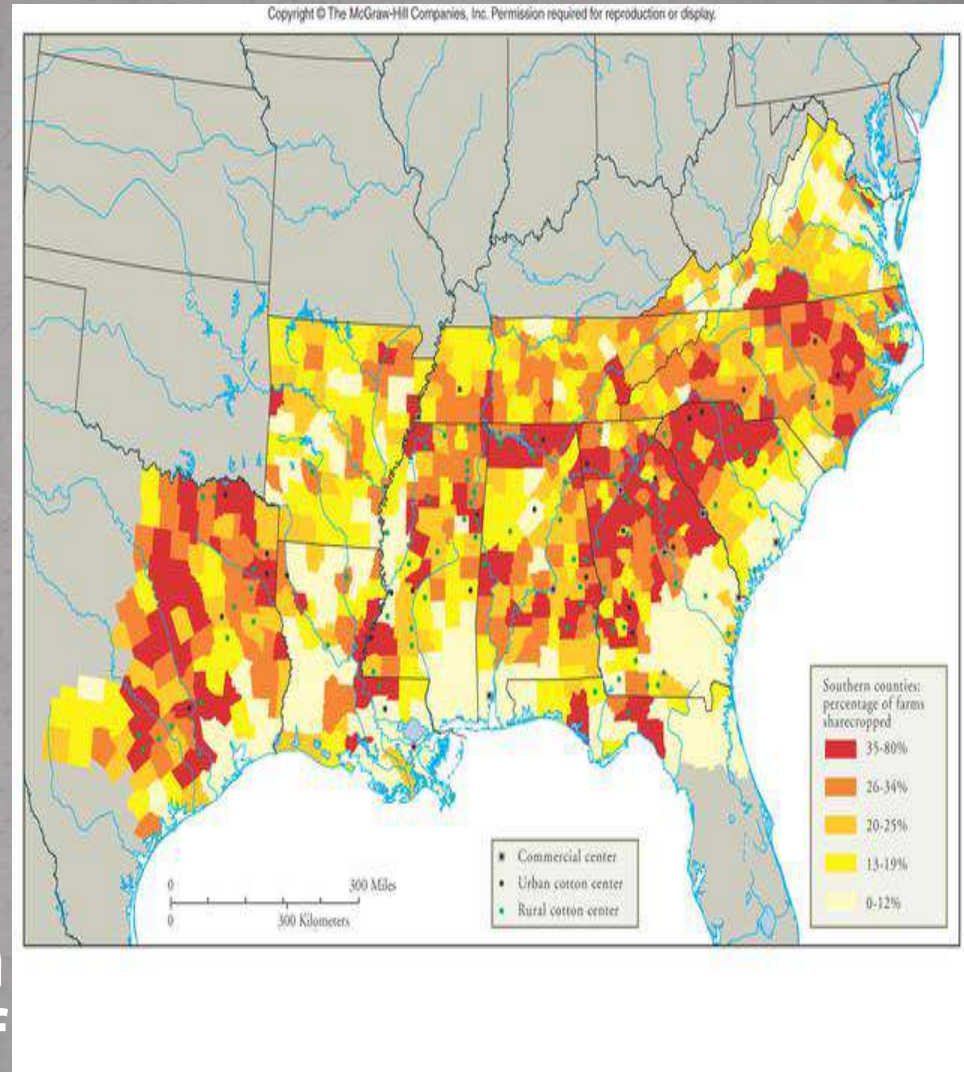 Copyright © The McGraw-Hill Companies, Inc. Permission required for reproduction or display.
Southern counties:
percentage of farms
sharecropped
35-80%
26-34%
20-25%
13-19%
0-12%
Commercial center
Urban cotton center
Rural cotton center
0 300 Miles
0 300 Kilometers